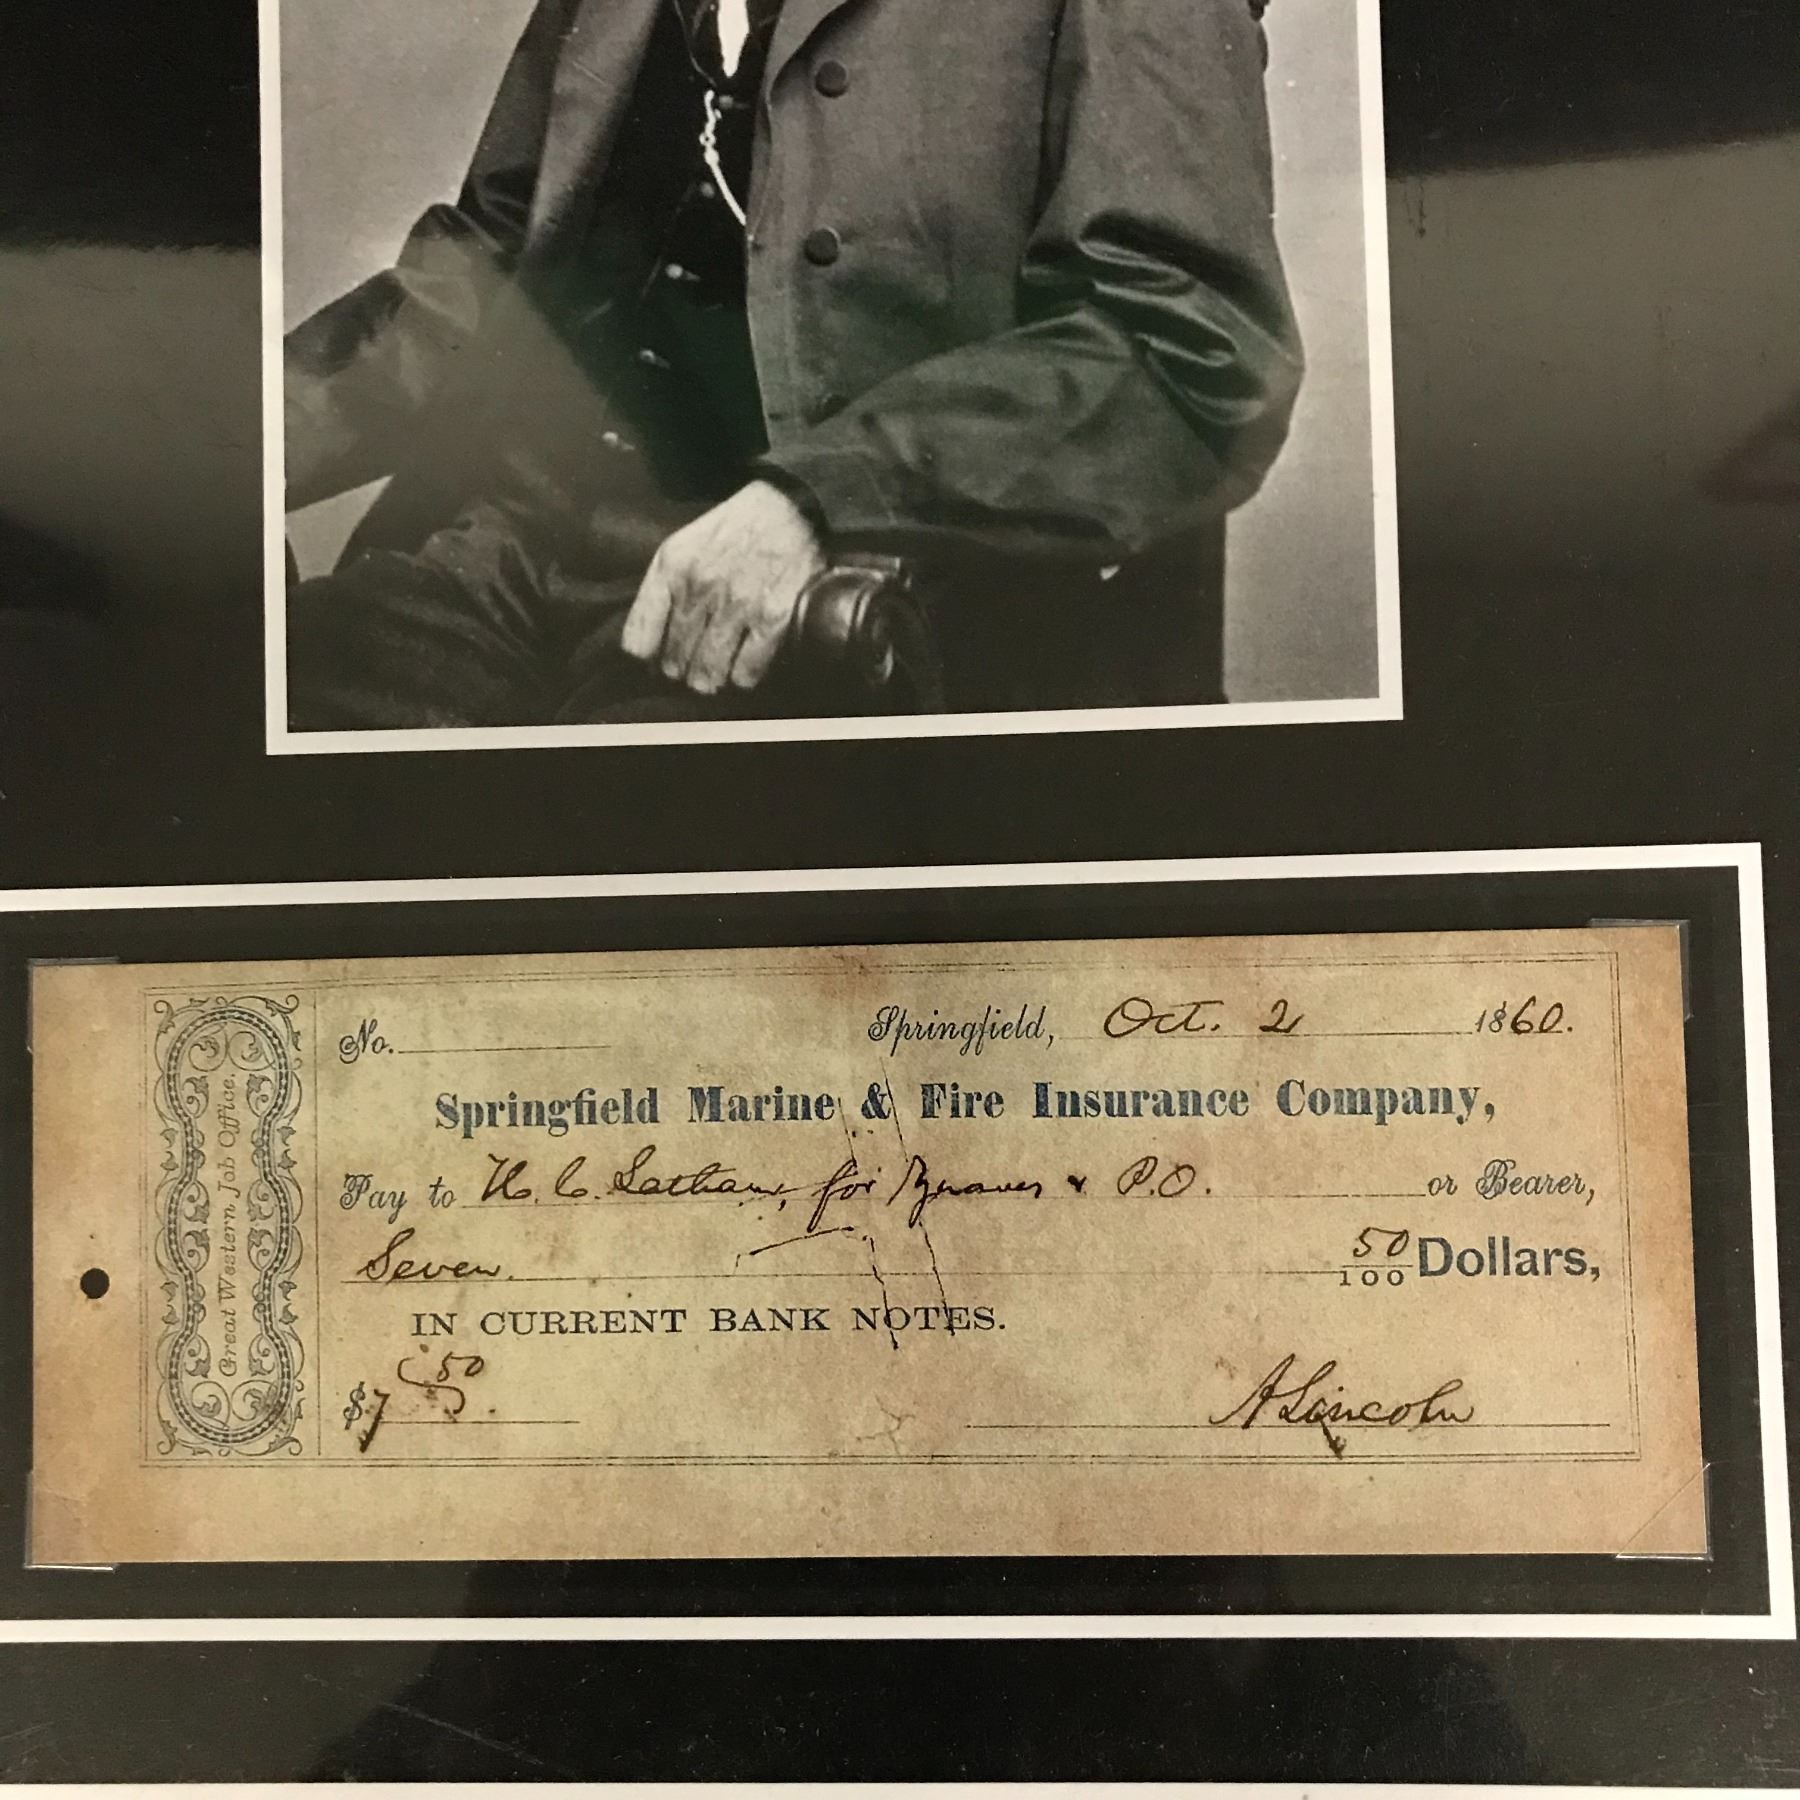 Great Western Job Office.
No. Springfield, Oct. 2 1860.
Springfield Marine & Fire Insurance Company,
Pay to H. C. Latham, for & P.O. or Bearer,
Seven. 50/100 Dollars,
IN CURRENT BANK NOTES.
$7 50 A Lincoln